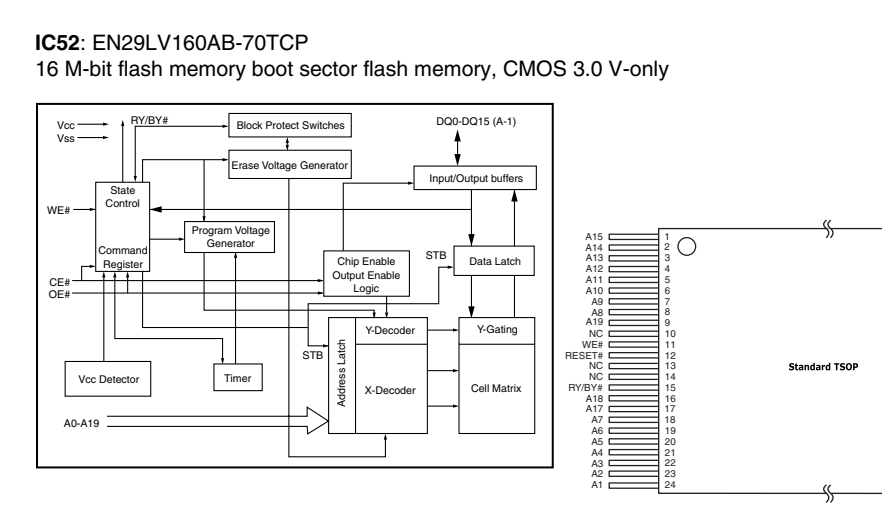 IC52: EN29LV160AB-70TCP
16 M-bit flash memory boot sector flash memory, CMOS 3.0 V-only
Vcc
Vss
RY/BY#
Block Protect Switches
DQ0-DQ15 (A-1)
Erase Voltage Generator
Input/Output buffers
State
Control
WE#
Program Voltage
Generator
Command
Register
Chip Enable
Output Enable
Logic
STB
Data Latch
CE#
OE#
Y-Decoder
Y-Gating
STB
Address Latch
Vcc Detector
Timer
X-Decoder
Cell Matrix
A0-A19
A15 1
A14 2
A13 3
A12 4
A11 5
A10 6
A9 7
A8 8
A19 9
NC 10
WE# 11
RESET# 12
NC 13
NC 14
RY/BY# 15
A18 16
A17 17
A7 18
A6 19
A5 20
A4 21
A3 22
A2 23
A1 24
Standard TSOP